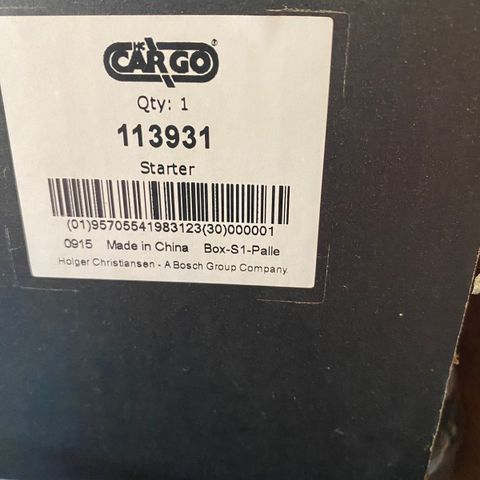 HC
CARGO
Qty: 1
113931
Starter
(01)95705541983123(30)000001
0915 Made in China Box-S1-Palle
Holger Christiansen - A Bosch Group Company.